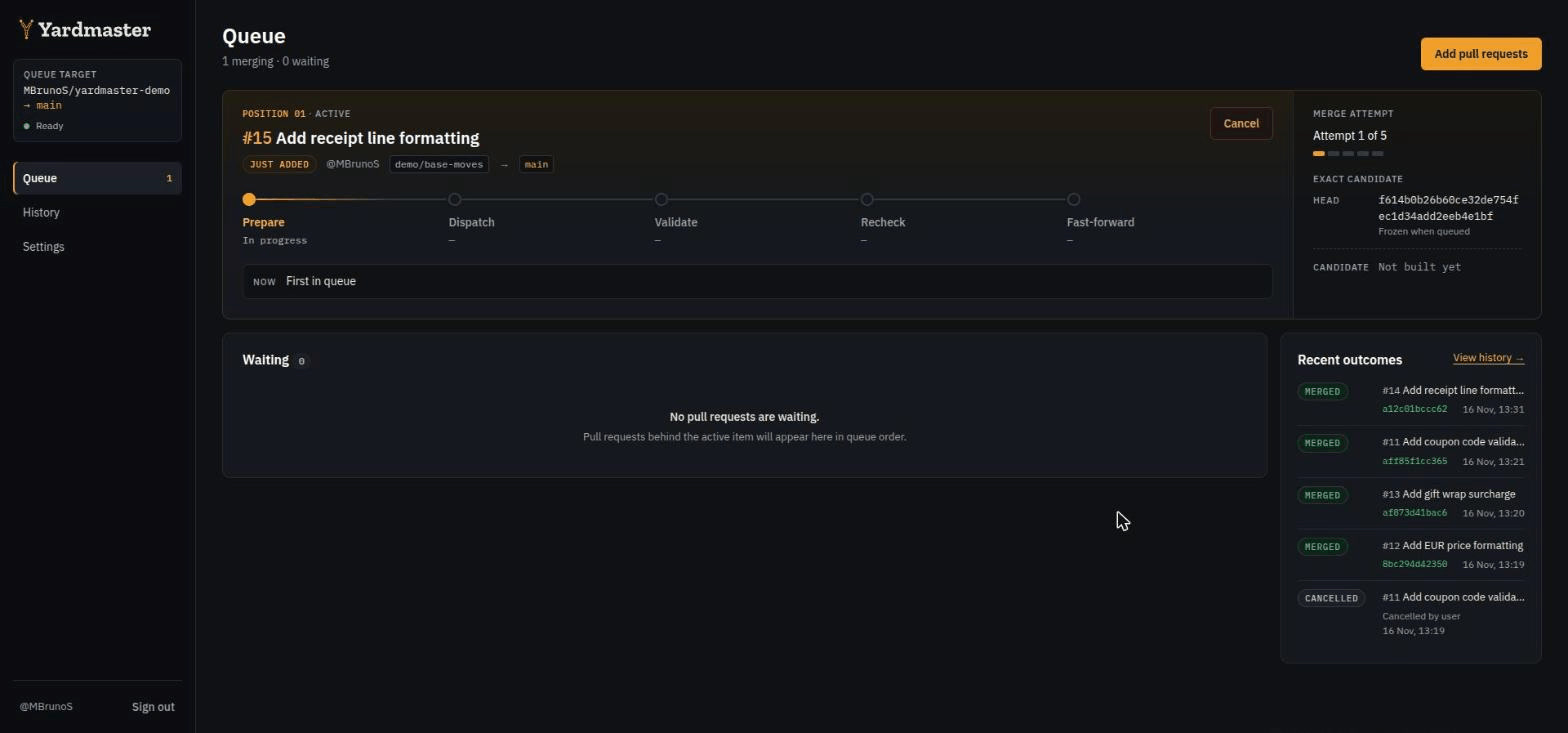 Yardmaster
QUEUE TARGET
MBrunoS/yardmaster-demo
→ main
Ready
Queue 1
History
Settings
@MBrunoS Sign out
Queue
1 merging · 0 waiting
Add pull requests
POSITION 01 · ACTIVE
#15 Add receipt line formatting
JUST ADDED @MBrunoS demo/base-moves → main
Cancel
Prepare Dispatch Validate Recheck Fast-forward
In progress – – – –
NOW First in queue
MERGE ATTEMPT
Attempt 1 of 5
EXACT CANDIDATE
HEAD f614b0b26b60ce32de754f
ec1d34add2eeb4e1bf
Frozen when queued
CANDIDATE Not built yet
Waiting 0
No pull requests are waiting.
Pull requests behind the active item will appear here in queue order.
Recent outcomes View history →
MERGED #14 Add receipt line formatt...
a12c01bccc62 16 Nov, 13:31
MERGED #11 Add coupon code valida...
aff85f1cc365 16 Nov, 13:21
MERGED #13 Add gift wrap surcharge
af073d41bac6 16 Nov, 13:20
MERGED #12 Add EUR price formatting
8bc294d42350 16 Nov, 13:19
CANCELLED #11 Add coupon code valida...
Cancelled by user
16 Nov, 13:19